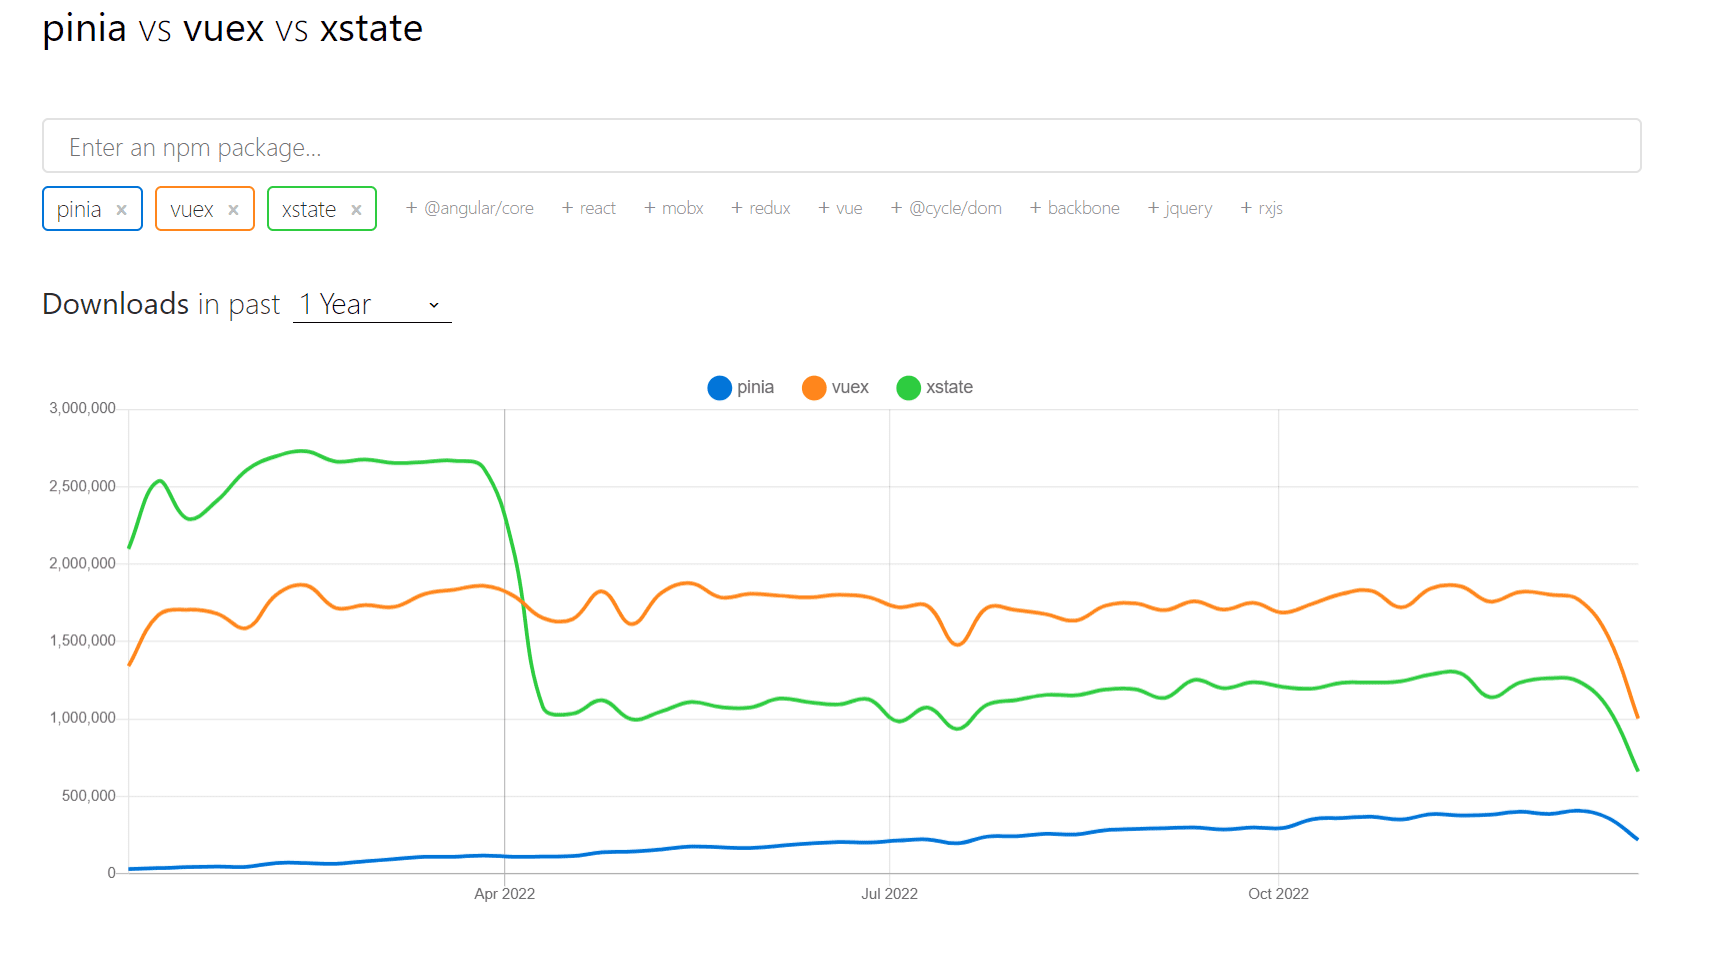 pinia vs vuex vs xstate
Enter an npm package...
pinia × vuex × xstate × + @angular/core + react + mobx + redux + vue + @cycle/dom + backbone + jquery + rxjs
Downloads in past 1 Year
pinia vuex xstate
3,000,000
2,500,000
2,000,000
1,500,000
1,000,000
500,000
0
Apr 2022 Jul 2022 Oct 2022